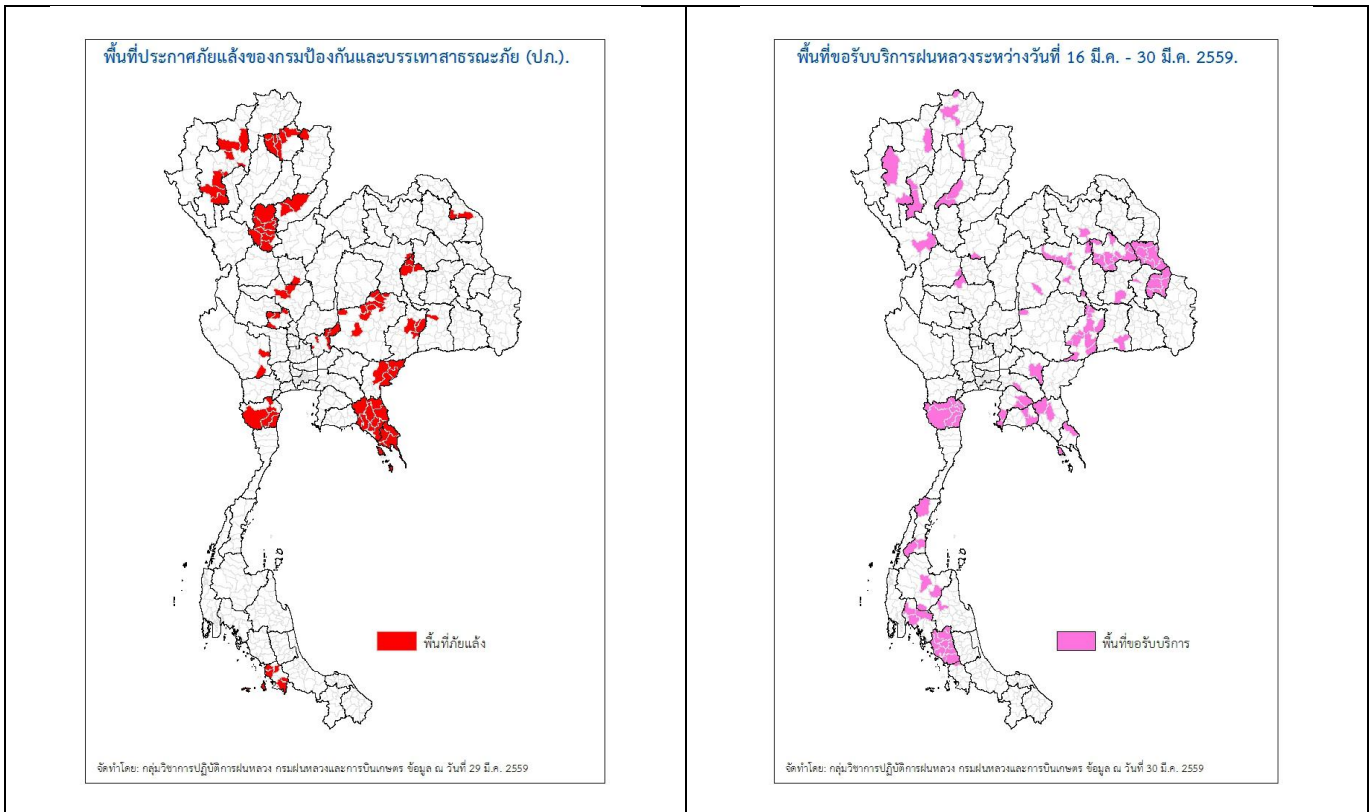 พื้นที่ประกาศภัยแล้งของกรมป้องกันและบรรเทาสาธรณะภัย (ปภ.).
พื้นที่ภัยแล้ง
จัดทำโดย: กลุ่มวิชาการปฏิบัติการฝนหลวง กรมฝนหลวงและการบินเกษตร ข้อมูล ณ วันที่ 29 มี.ค. 2559
พื้นที่ขอรับบริการฝนหลวงระหว่างวันที่ 16 มี.ค. - 30 มี.ค. 2559.
พื้นที่ขอรับบริการ
จัดทำโดย: กลุ่มวิชาการปฏิบัติการฝนหลวง กรมฝนหลวงและการบินเกษตร ข้อมูล ณ วันที่ 30 มี.ค. 2559